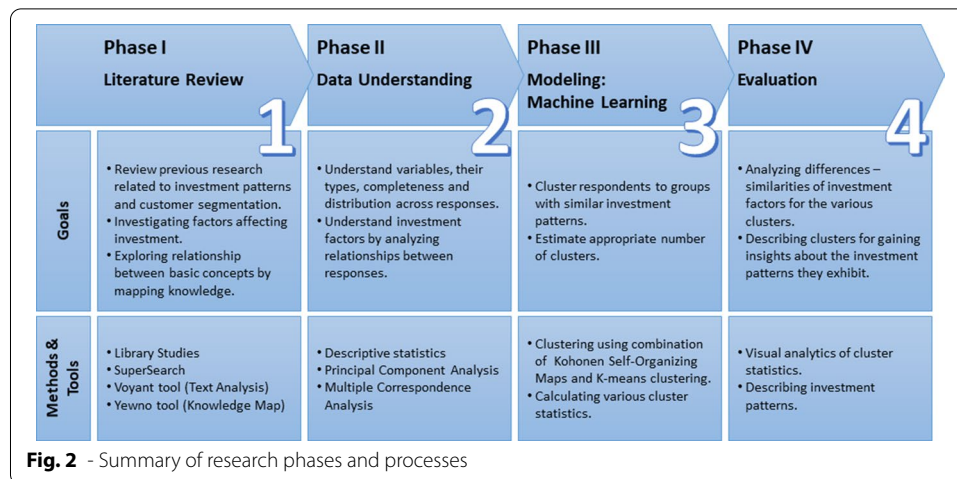 Phase I
Literature Review
1
Phase II
Data Understanding
2
Phase III
Modeling:
Machine Learning
3
Phase IV
Evaluation
4
Goals
• Review previous research
related to investment patterns
and customer segmentation.
• Investigating factors affecting
investment.
• Exploring relationship
between basic concepts by
mapping knowledge.
• Understand variables, their
types, completeness and
distribution across responses.
• Understand investment
factors by analyzing
relationships between
responses.
• Cluster respondents to groups
with similar investment
patterns.
• Estimate appropriate number
of clusters.
• Analyzing differences –
similarities of investment
factors for the various
clusters.
• Describing clusters for gaining
insights about the investment
patterns they exhibit.
Methods &
Tools
• Library Studies
• SuperSearch
• Voyant tool (Text Analysis)
• Yewno tool (Knowledge Map)
• Descriptive statistics
• Principal Component Analysis
• Multiple Correspondence
Analysis
• Clustering using combination
of Kohonen Self-Organizing
Maps and K-means clustering.
• Calculating various cluster
statistics.
• Visual analytics of cluster
statistics.
• Describing investment
patterns.
Fig. 2 - Summary of research phases and processes